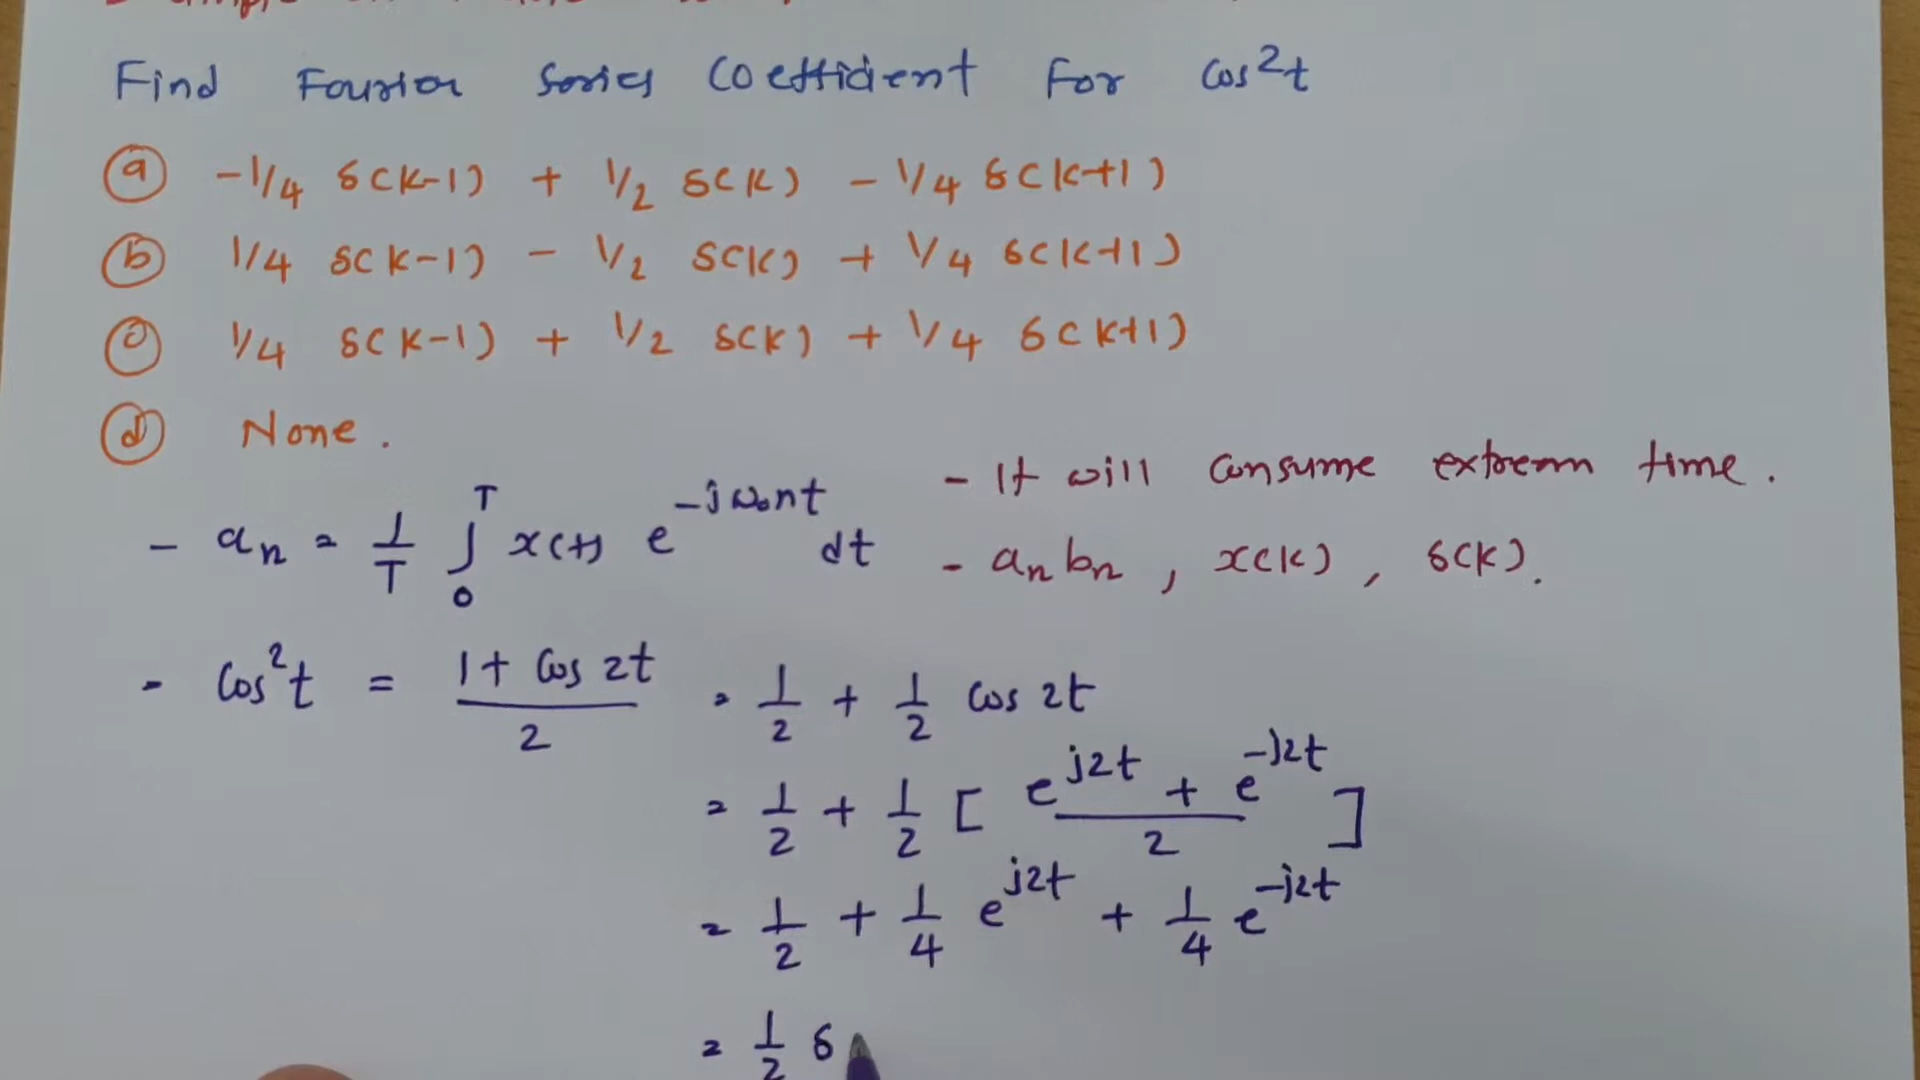 Find Fourier Series Coefficient For cos²t
ⓐ -1/4 δ(k-1) + 1/2 δ(k) - 1/4 δ(k+1)
ⓑ 1/4 δ(k-1) - 1/2 δ(k) + 1/4 δ(k+1)
ⓒ 1/4 δ(k-1) + 1/2 δ(k) + 1/4 δ(k+1)
ⓓ None.
- It will consume extrem time.
- aₙ = 1/T ∫₀ᵀ x(t) e^(-jω₀nt) dt
- aₙ bₙ , x(k) , δ(k).
- Cos²t = (1 + Cos 2t)/2 = 1/2 + 1/2 Cos 2t
= 1/2 + 1/2 [ (e^(j2t) + e^(-j2t))/2 ]
= 1/2 + 1/4 e^(j2t) + 1/4 e^(-j2t)
= 1/2 δ